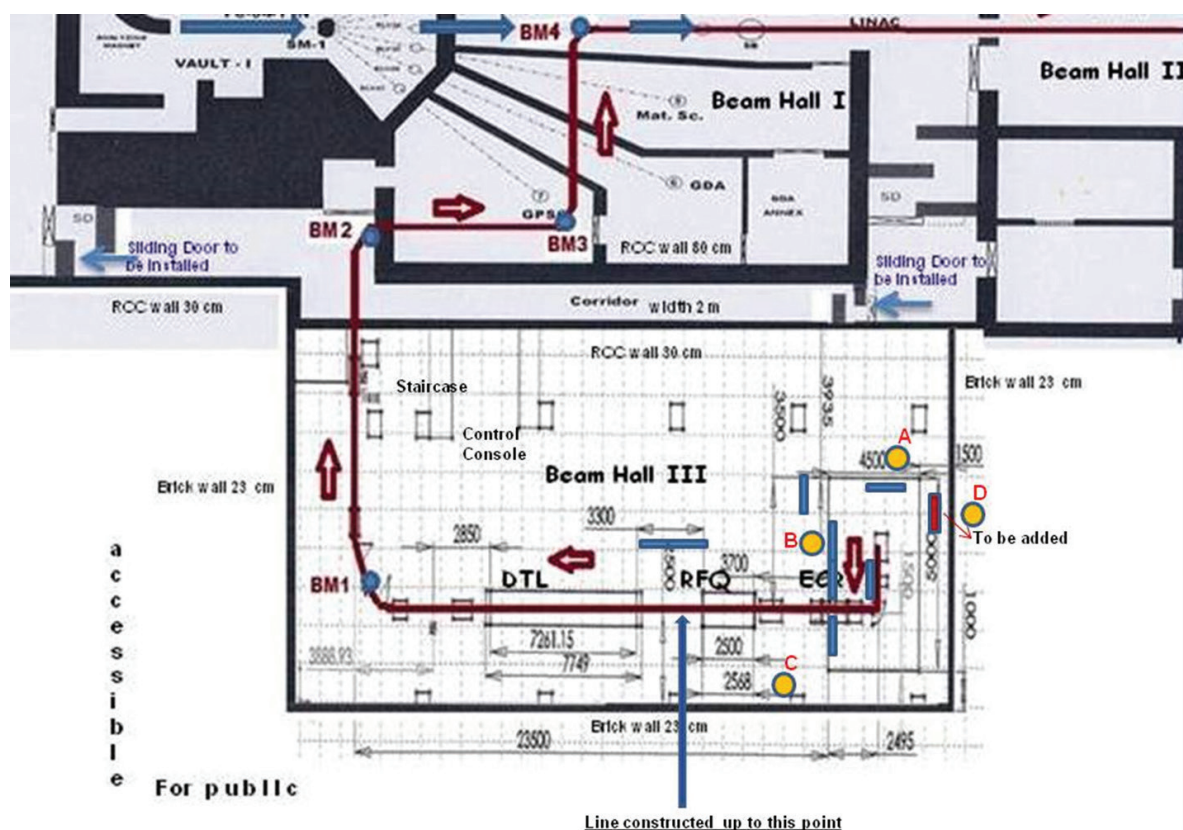 SM-1
VAULT - I
BM4
LINAC
Beam Hall I
Beam Hall II
Mat. Sc.
GDA
GDA
ANNEX
SD
SD
BM2
BM3
RCC wall 80 cm
Sliding Door to
be installed
Sliding Door to
be installed
RCC wall 30 cm
Corridor width 2 m
RCC wall 30 cm
Brick wall 23 cm
Staircase
Control
Console
3500
3935
A
4500
1500
Beam Hall III
Brick wall 23 cm
D
To be added
3300
B
2850
3700
DTL
RFQ
ECR
BM1
1000
7261.15
7749
2500
2568
C
3888.93
Brick wall 23 cm
23500
2495
accessible
For public
Line constructed up to this point